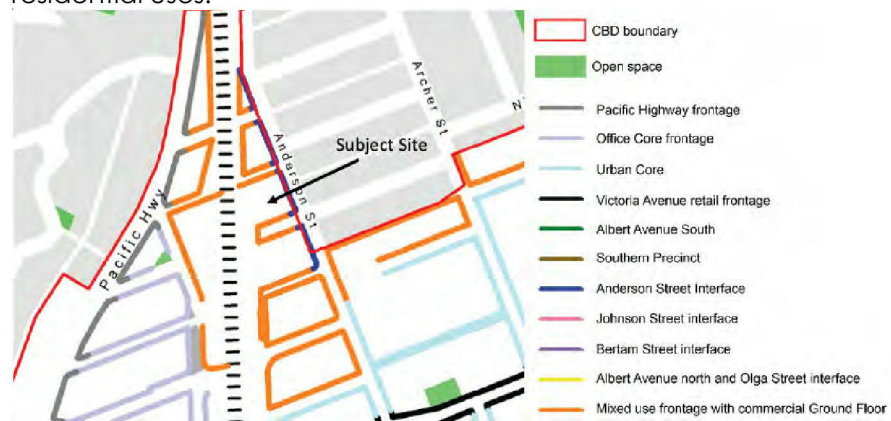 residential uses.
Pacific Hwy
Anderson St
Archer St
Subject Site
CBD boundary
Open space
Pacific Highway frontage
Office Core frontage
Urban Core
Victoria Avenue retail frontage
Albert Avenue South
Southern Precinct
Anderson Street Interface
Johnson Street interface
Bertam Street interface
Albert Avenue north and Olga Street interface
Mixed use frontage with commercial Ground Floor